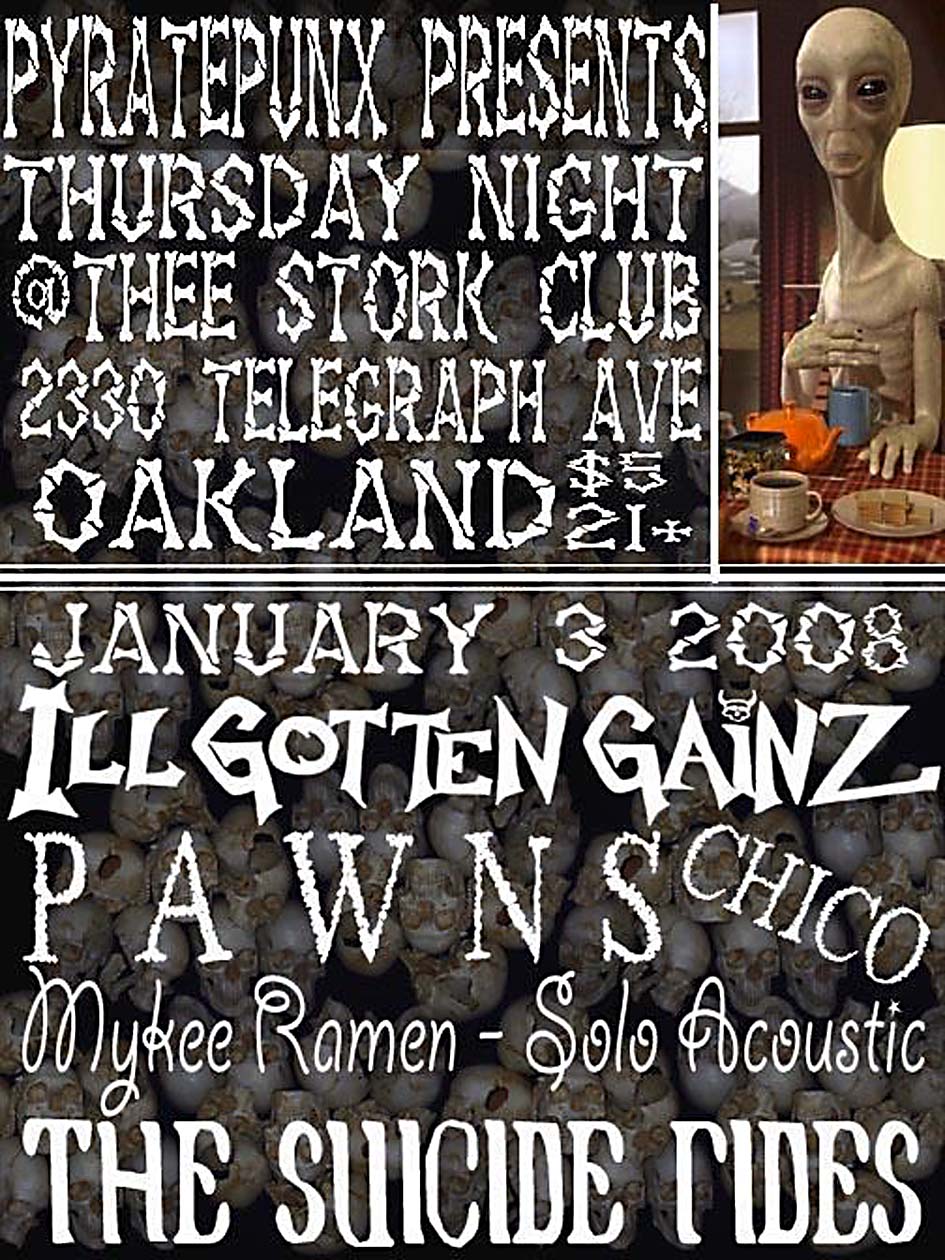 PYRATEPUNX PRESENTS
THURSDAY NIGHT
@THEE STORK CLUB
2330 TELEGRAPH AVE
OAKLAND $5
21+
JANUARY 3 2008
ILL GOTTEN GAiNZ
PAWNS CHICO
Mykee Ramen - Solo Acoustic
THE SUICIDE TIDES